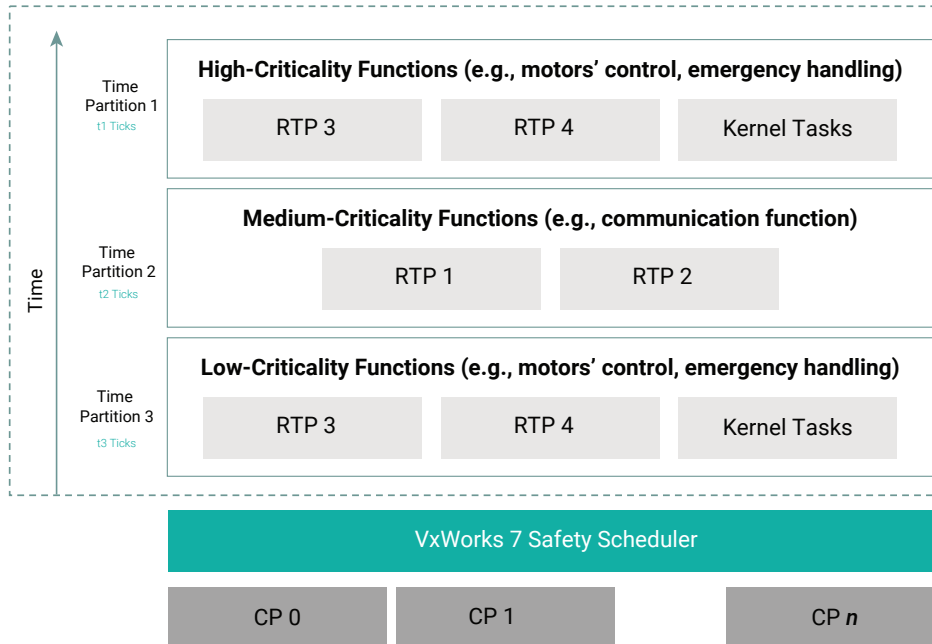 High-Criticality Functions (e.g., motors’ control, emergency handling)
Time
Partition 1
t1 Ticks
RTP 3
RTP 4
Kernel Tasks
Medium-Criticality Functions (e.g., communication function)
Time
Partition 2
t2 Ticks
RTP 1
RTP 2
Time
Low-Criticality Functions (e.g., motors’ control, emergency handling)
Time
Partition 3
t3 Ticks
RTP 3
RTP 4
Kernel Tasks
VxWorks 7 Safety Scheduler
CP 0
CP 1
CP n